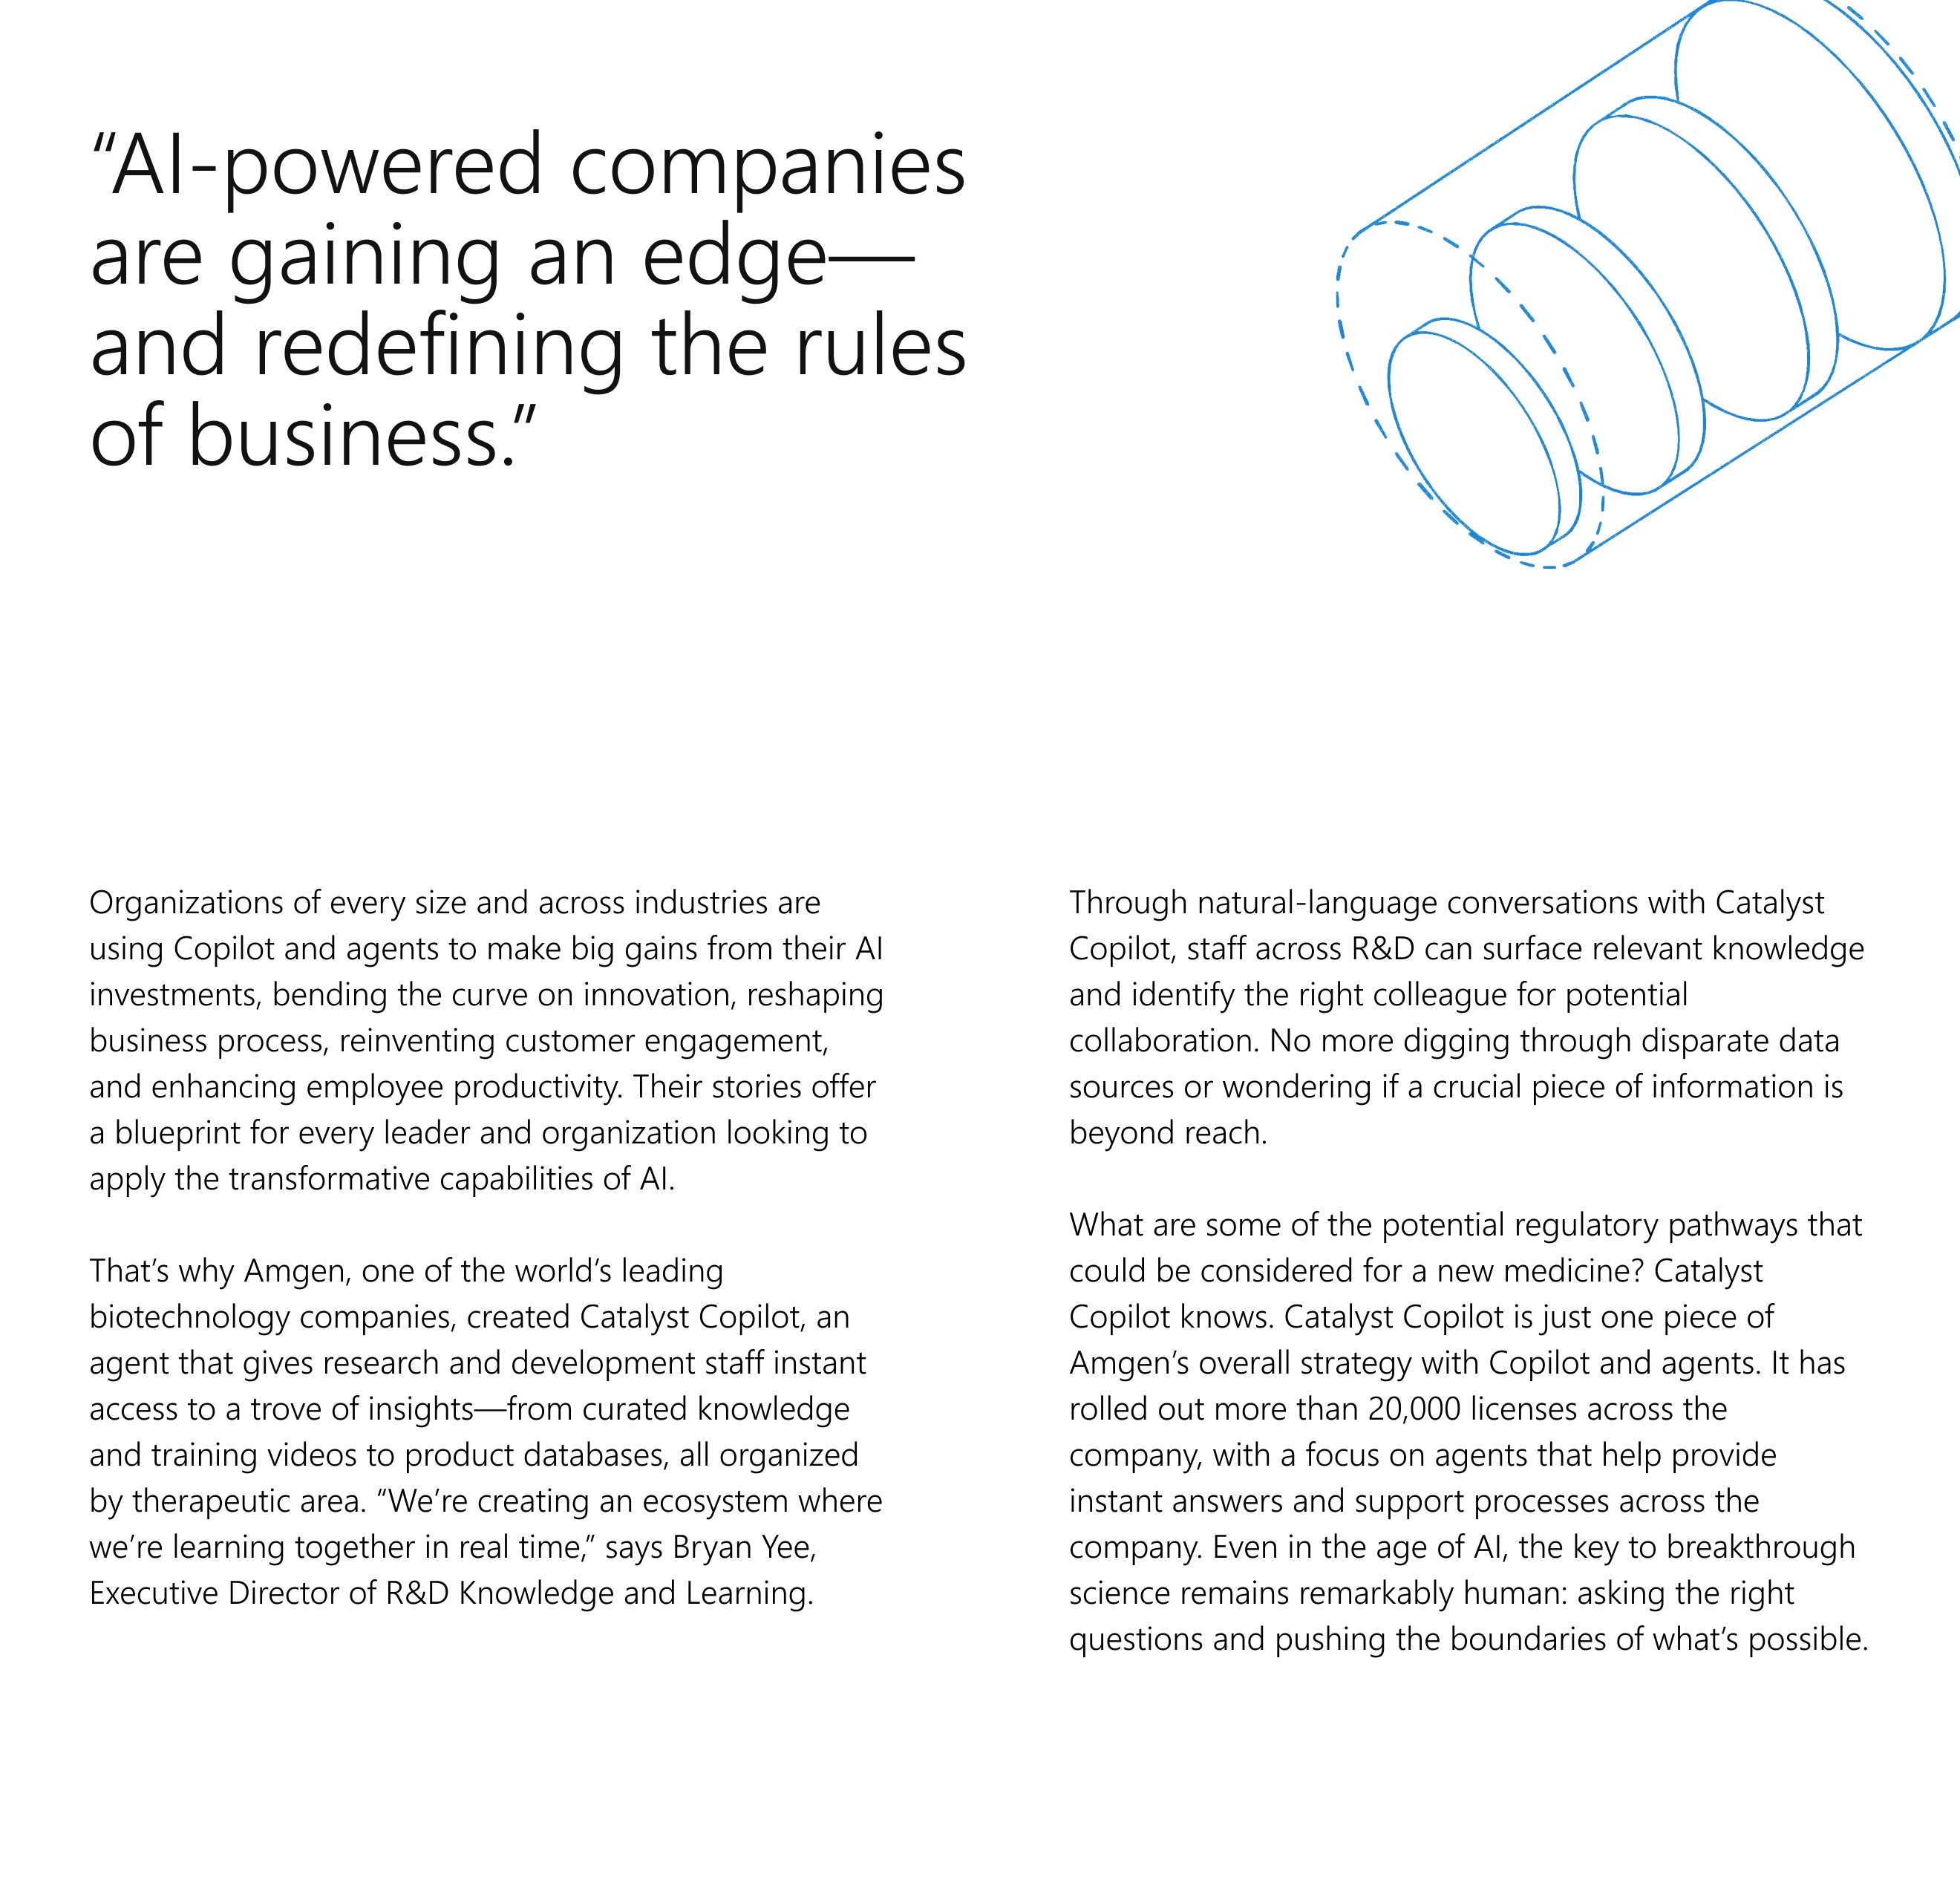 “AI-powered companies
are gaining an edge—
and redefining the rules
of business.”
Organizations of every size and across industries are
using Copilot and agents to make big gains from their AI
investments, bending the curve on innovation, reshaping
business process, reinventing customer engagement,
and enhancing employee productivity. Their stories offer
a blueprint for every leader and organization looking to
apply the transformative capabilities of AI.
That’s why Amgen, one of the world’s leading
biotechnology companies, created Catalyst Copilot, an
agent that gives research and development staff instant
access to a trove of insights—from curated knowledge
and training videos to product databases, all organized
by therapeutic area. “We’re creating an ecosystem where
we’re learning together in real time,” says Bryan Yee,
Executive Director of R&D Knowledge and Learning.
Through natural-language conversations with Catalyst
Copilot, staff across R&D can surface relevant knowledge
and identify the right colleague for potential
collaboration. No more digging through disparate data
sources or wondering if a crucial piece of information is
beyond reach.
What are some of the potential regulatory pathways that
could be considered for a new medicine? Catalyst
Copilot knows. Catalyst Copilot is just one piece of
Amgen’s overall strategy with Copilot and agents. It has
rolled out more than 20,000 licenses across the
company, with a focus on agents that help provide
instant answers and support processes across the
company. Even in the age of AI, the key to breakthrough
science remains remarkably human: asking the right
questions and pushing the boundaries of what’s possible.